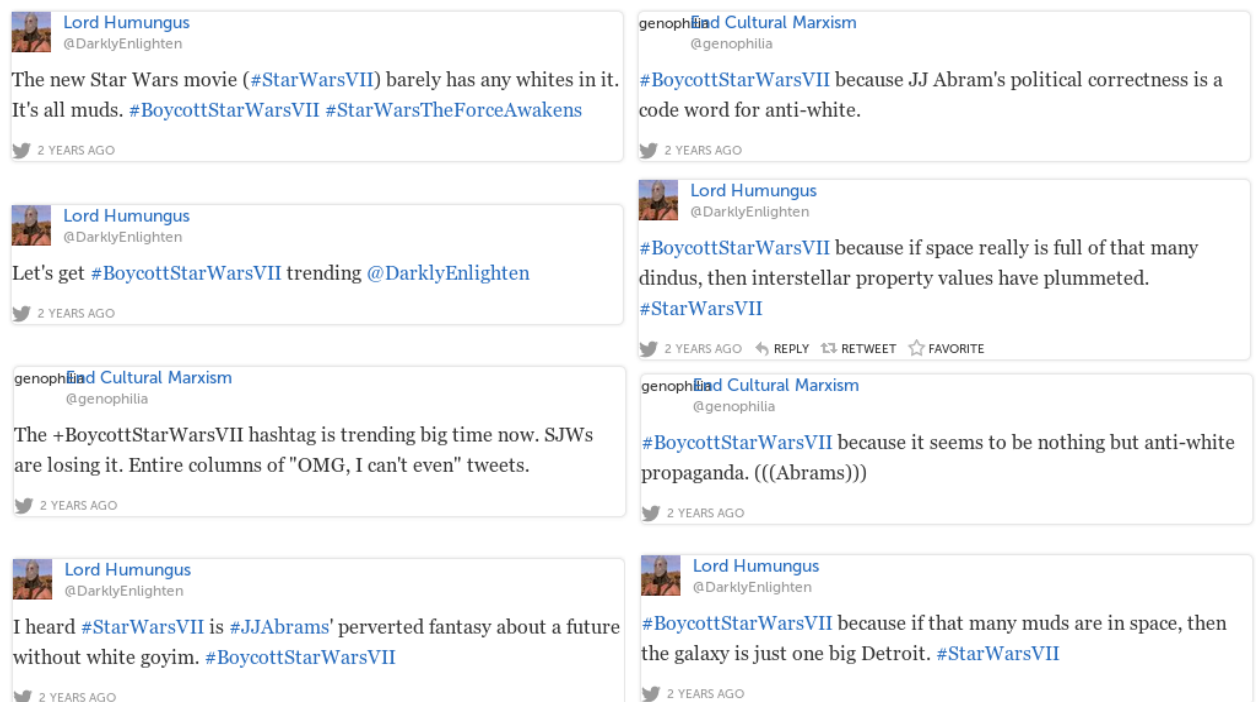 Lord Humungus
@DarklyEnlighten
The new Star Wars movie (#StarWarsVII) barely has any whites in it.
It's all muds. #BoycottStarWarsVII #StarWarsTheForceAwakens
2 YEARS AGO
Lord Humungus
@DarklyEnlighten
Let's get #BoycottStarWarsVII trending @DarklyEnlighten
2 YEARS AGO
genophilia
End Cultural Marxism
@genophilia
The +BoycottStarWarsVII hashtag is trending big time now. SJWs
are losing it. Entire columns of "OMG, I can't even" tweets.
2 YEARS AGO
Lord Humungus
@DarklyEnlighten
I heard #StarWarsVII is #JJAbrams' perverted fantasy about a future
without white goyim. #BoycottStarWarsVII
2 YEARS AGO
genophilia
End Cultural Marxism
@genophilia
#BoycottStarWarsVII because JJ Abram's political correctness is a
code word for anti-white.
2 YEARS AGO
Lord Humungus
@DarklyEnlighten
#BoycottStarWarsVII because if space really is full of that many
dindus, then interstellar property values have plummeted.
#StarWarsVII
2 YEARS AGO REPLY RETWEET FAVORITE
genophilia
End Cultural Marxism
@genophilia
#BoycottStarWarsVII because it seems to be nothing but anti-white
propaganda. (((Abrams)))
2 YEARS AGO
Lord Humungus
@DarklyEnlighten
#BoycottStarWarsVII because if that many muds are in space, then
the galaxy is just one big Detroit. #StarWarsVII
2 YEARS AGO